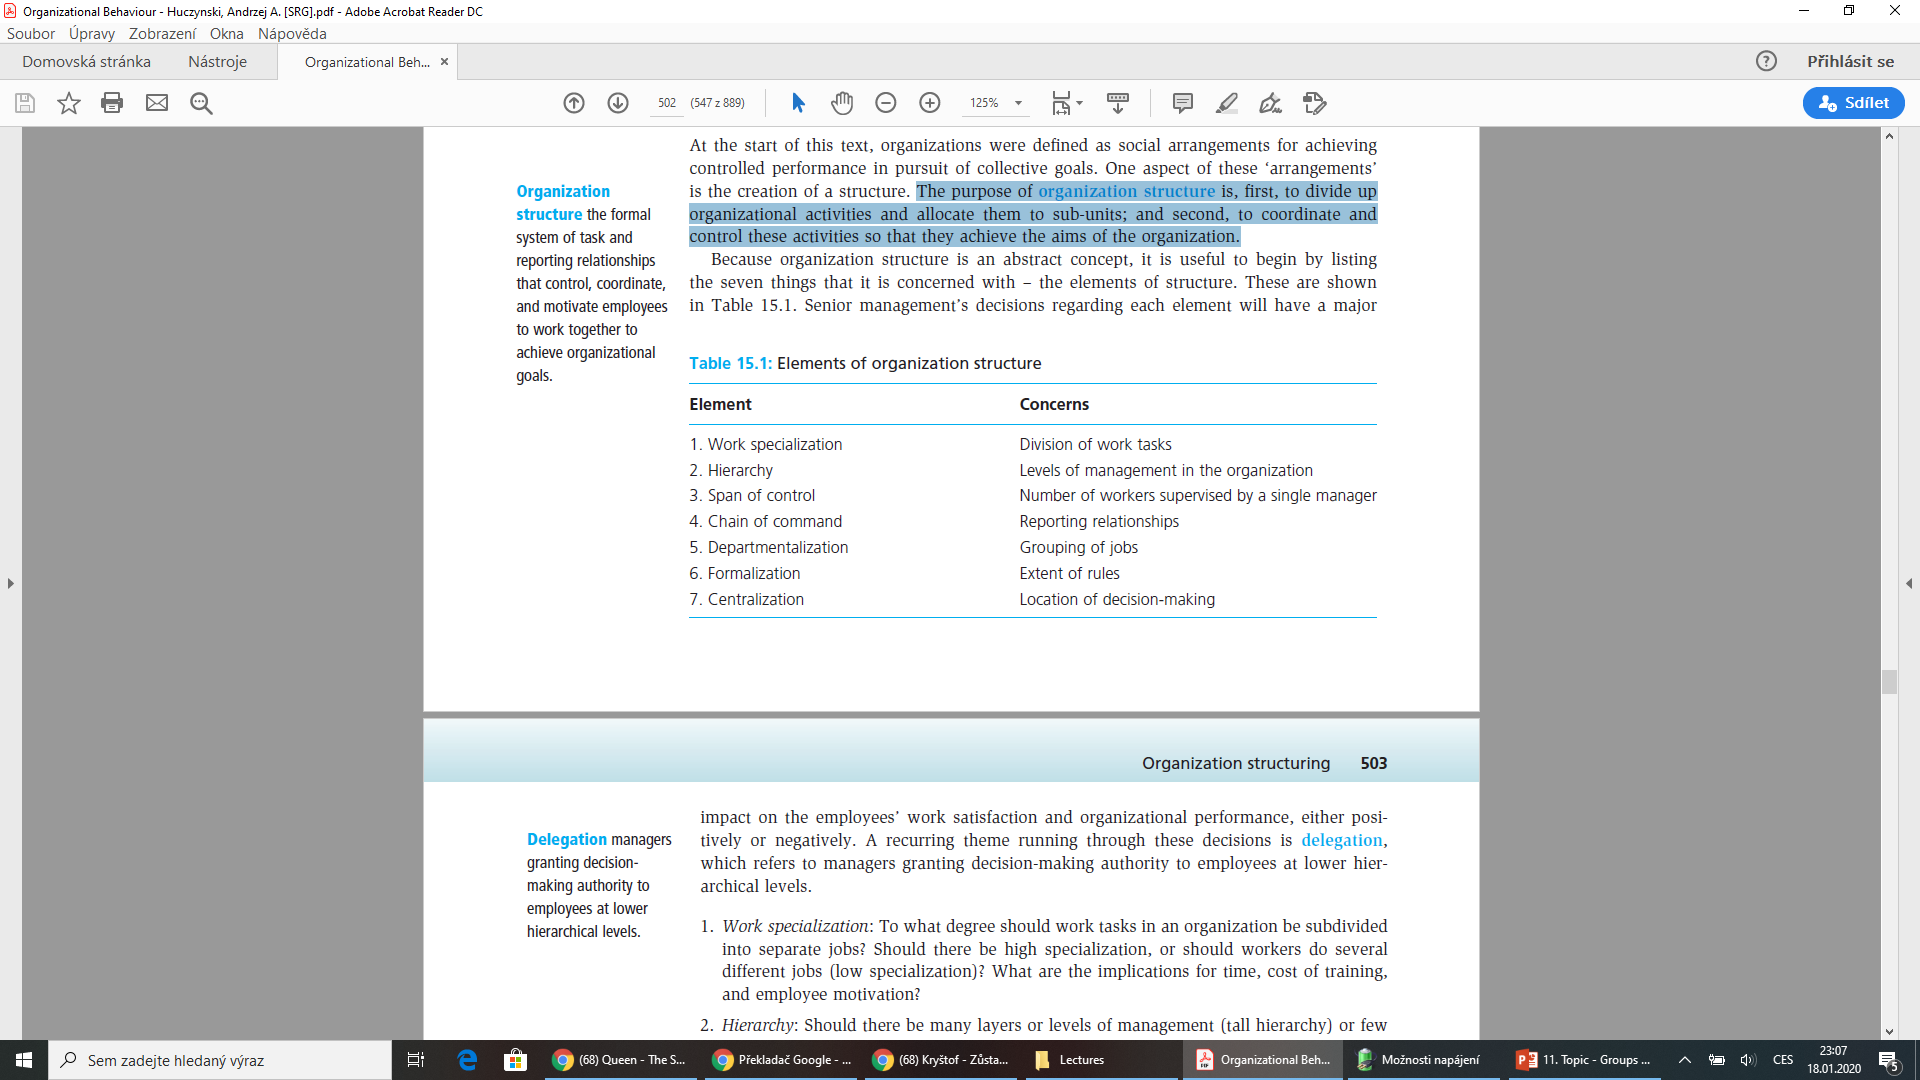 Organizational Behaviour - Huczynski, Andrzej A. [SRG].pdf - Adobe Acrobat Reader DC
Soubor Úpravy Zobrazení Okna Nápověda
Domovská stránka Nástroje Organizational Beh... × ? Přihlásit se
502 (547 z 889) 125% Sdílet
At the start of this text, organizations were defined as social arrangements for achieving
controlled performance in pursuit of collective goals. One aspect of these ‘arrangements’
is the creation of a structure. The purpose of organization structure is, first, to divide up
organizational activities and allocate them to sub-units; and second, to coordinate and
control these activities so that they achieve the aims of the organization.
Because organization structure is an abstract concept, it is useful to begin by listing
the seven things that it is concerned with – the elements of structure. These are shown
in Table 15.1. Senior management’s decisions regarding each element will have a major
Organization
structure the formal
system of task and
reporting relationships
that control, coordinate,
and motivate employees
to work together to
achieve organizational
goals.
Table 15.1: Elements of organization structure
Element Concerns
1. Work specialization Division of work tasks
2. Hierarchy Levels of management in the organization
3. Span of control Number of workers supervised by a single manager
4. Chain of command Reporting relationships
5. Departmentalization Grouping of jobs
6. Formalization Extent of rules
7. Centralization Location of decision-making
Organization structuring 503
impact on the employees’ work satisfaction and organizational performance, either posi-
tively or negatively. A recurring theme running through these decisions is delegation,
which refers to managers granting decision-making authority to employees at lower hier-
archical levels.
Delegation managers
granting decision-
making authority to
employees at lower
hierarchical levels.
1. Work specialization: To what degree should work tasks in an organization be subdivided
into separate jobs? Should there be high specialization, or should workers do several
different jobs (low specialization)? What are the implications for time, cost of training,
and employee motivation?
2. Hierarchy: Should there be many layers or levels of management (tall hierarchy) or few
Sem zadejte hledaný výraz (68) Queen - The S... Překladač Google - ... (68) Kryštof - Zůsta... Lectures Organizational Beh... Možnosti napájení 11. Topic - Groups ... CES 23:07
18.01.2020 5